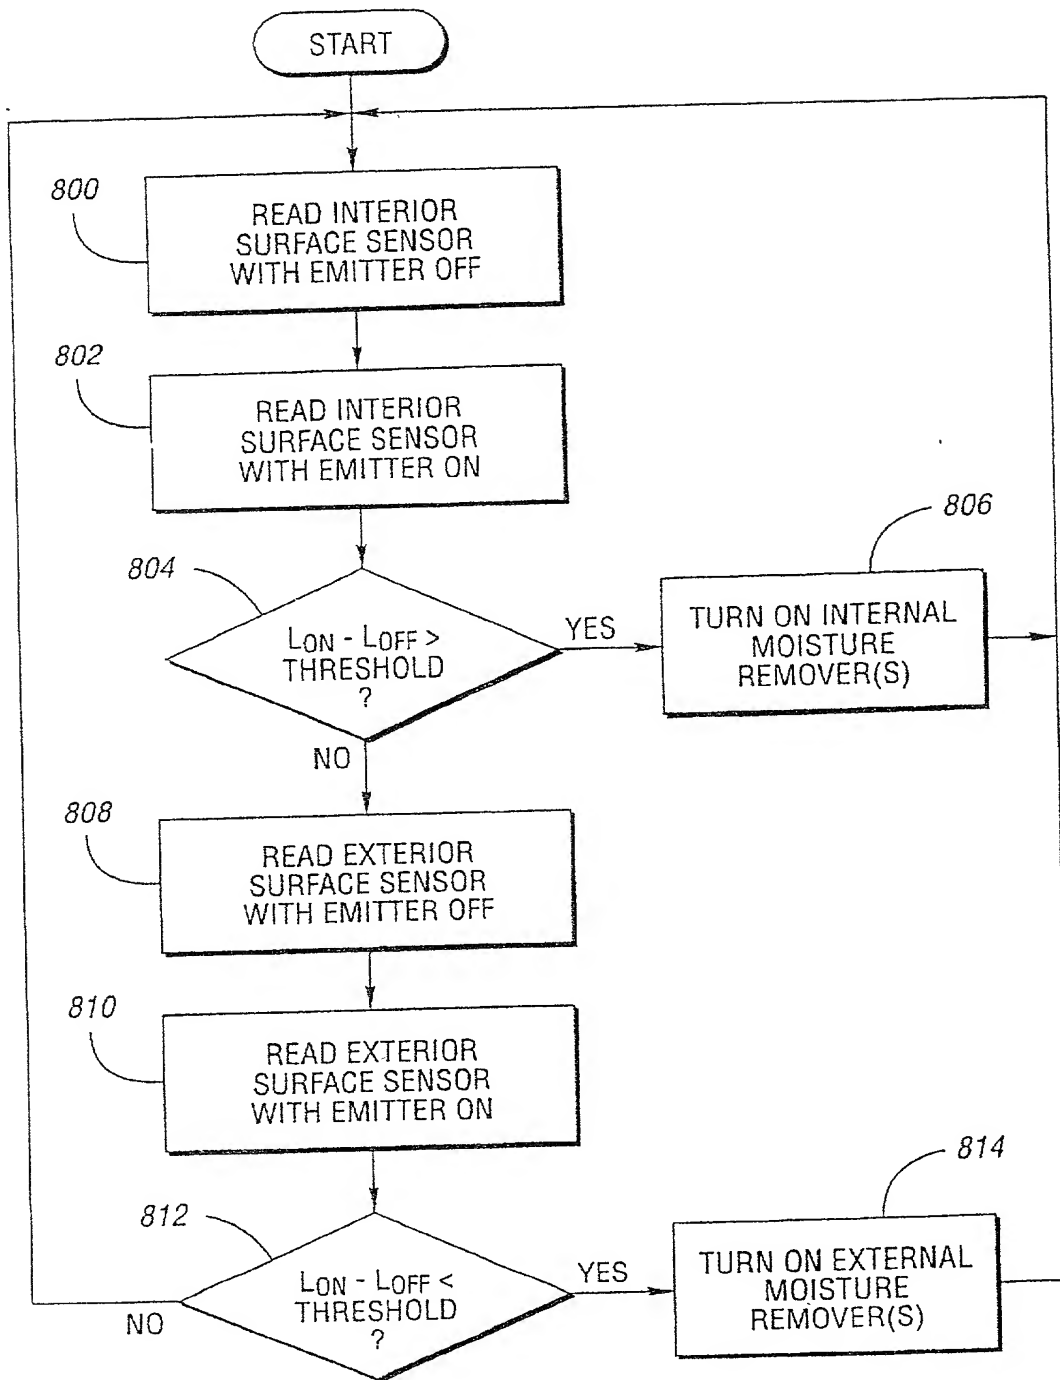 START
800
READ INTERIOR
SURFACE SENSOR
WITH EMITTER OFF
802
READ INTERIOR
SURFACE SENSOR
WITH EMITTER ON
804
LON - LOFF >
THRESHOLD
?
YES
806
TURN ON INTERNAL
MOISTURE
REMOVER(S)
NO
808
READ EXTERIOR
SURFACE SENSOR
WITH EMITTER OFF
810
READ EXTERIOR
SURFACE SENSOR
WITH EMITTER ON
812
LON - LOFF <
THRESHOLD
?
NO
YES
814
TURN ON EXTERNAL
MOISTURE
REMOVER(S)